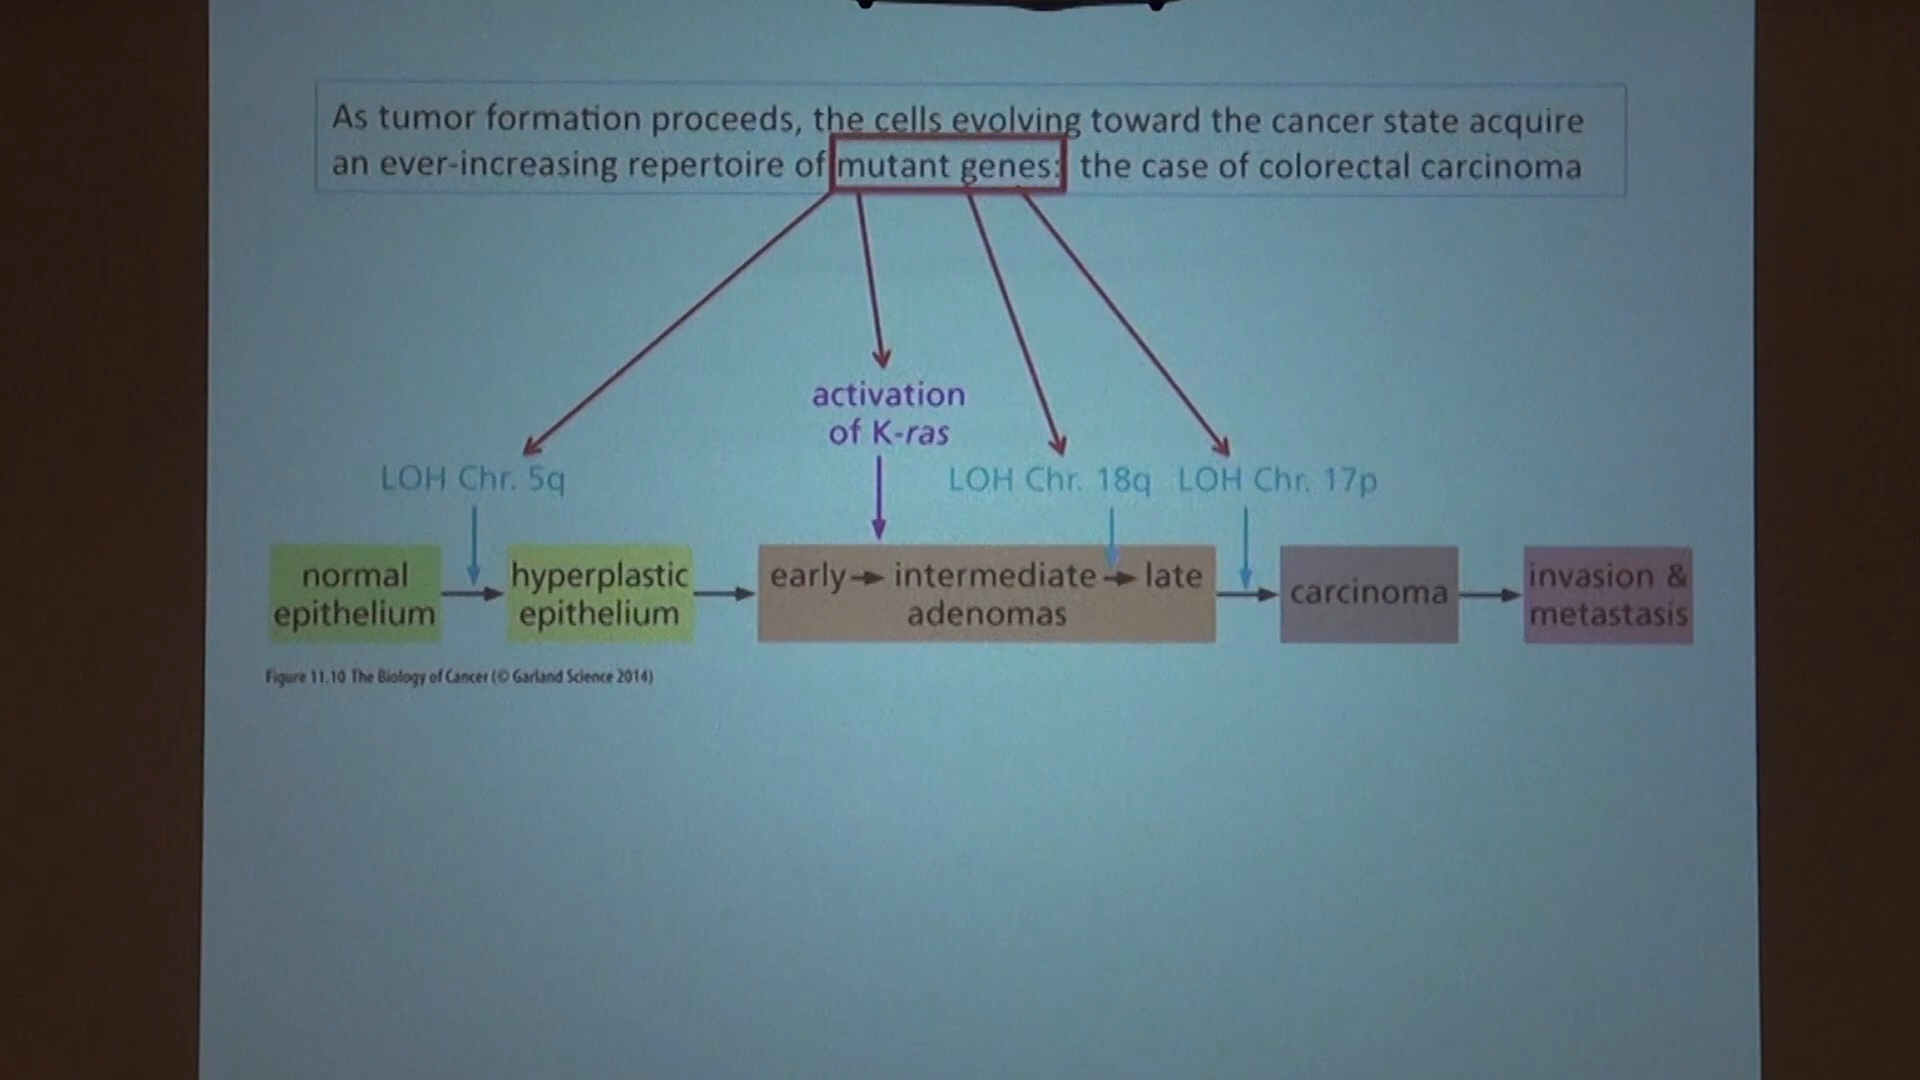 As tumor formation proceeds, the cells evolving toward the cancer state acquire
an ever-increasing repertoire of mutant genes: the case of colorectal carcinoma
activation
of K-ras
LOH Chr. 5q
LOH Chr. 18q
LOH Chr. 17p
normal
epithelium
hyperplastic
epithelium
early → intermediate → late
adenomas
carcinoma
invasion &
metastasis
Figure 11.10 The Biology of Cancer (© Garland Science 2014)